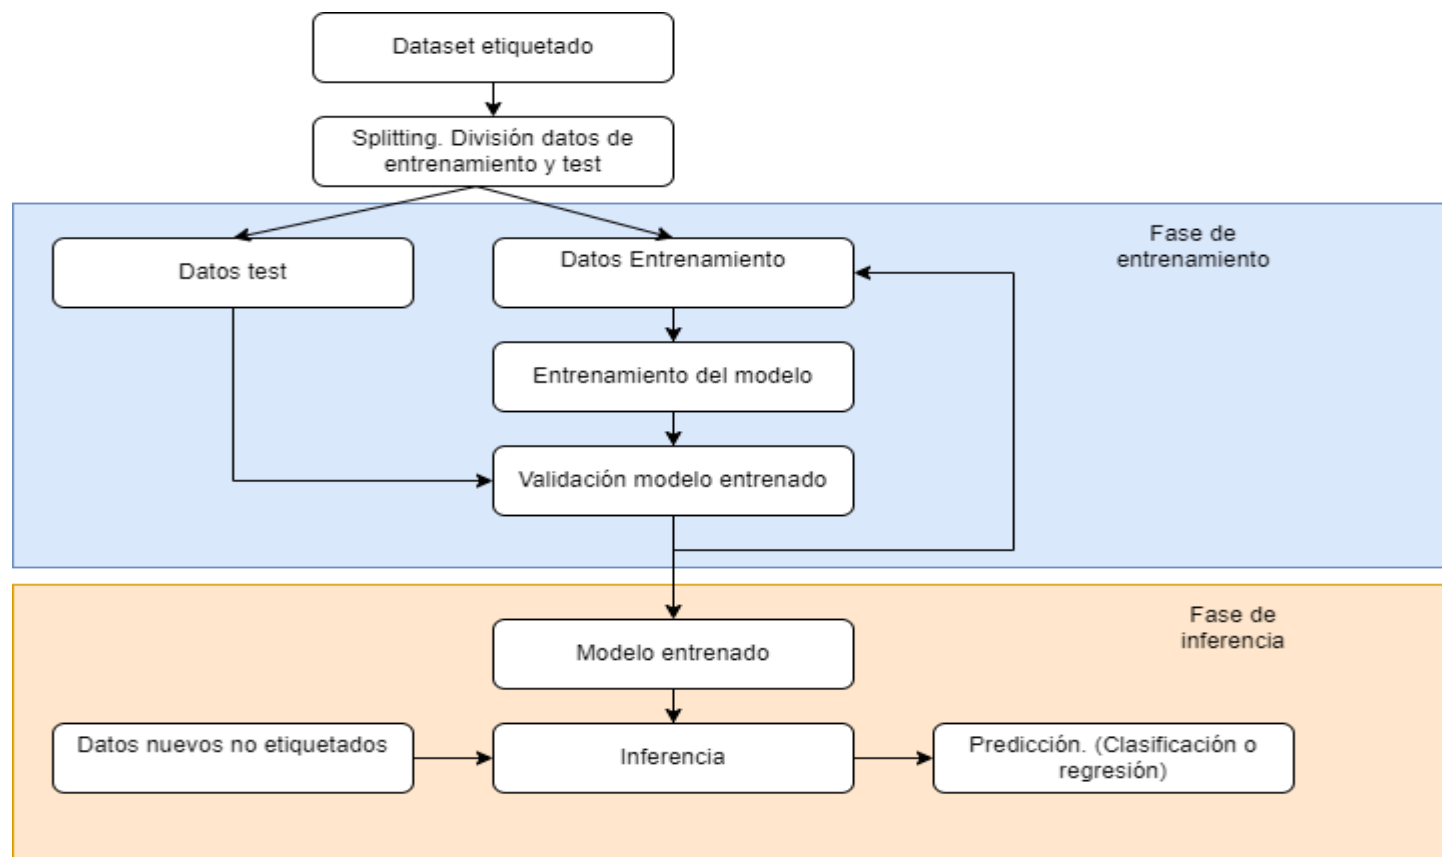 Dataset etiquetado
Splitting. División datos de
entrenamiento y test
Fase de
entrenamiento
Datos test
Datos Entrenamiento
Entrenamiento del modelo
Validación modelo entrenado
Fase de
inferencia
Modelo entrenado
Datos nuevos no etiquetados
Inferencia
Predicción. (Clasificación o
regresión)